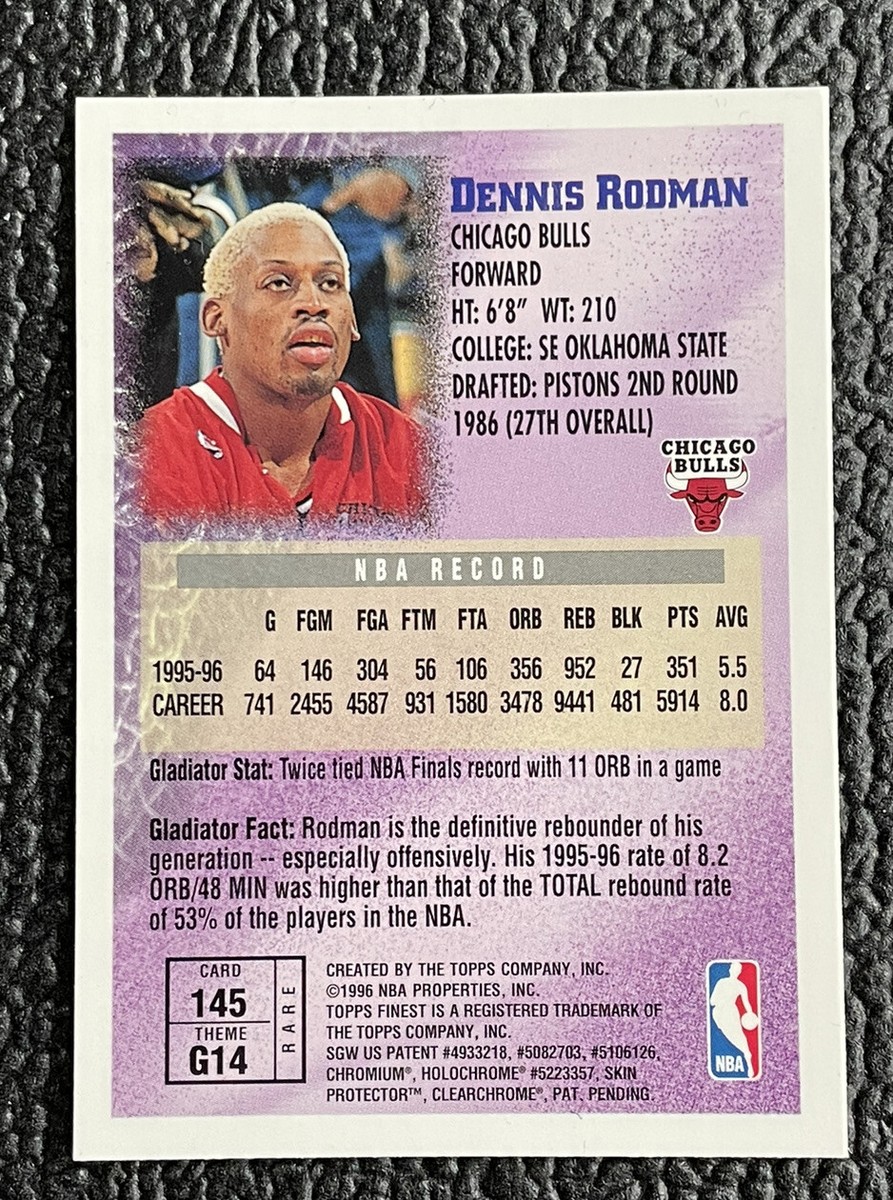 DENNIS RODMAN
CHICAGO BULLS
FORWARD
HT: 6'8" WT: 210
COLLEGE: SE OKLAHOMA STATE
DRAFTED: PISTONS 2ND ROUND
1986 (27TH OVERALL)
CHICAGO
BULLS
NBA RECORD
G FGM FGA FTM FTA ORB REB BLK PTS AVG
1995-96 64 146 304 56 106 356 952 27 351 5.5
CAREER 741 2455 4587 931 1580 3478 9441 481 5914 8.0
Gladiator Stat: Twice tied NBA Finals record with 11 ORB in a game
Gladiator Fact: Rodman is the definitive rebounder of his
generation -- especially offensively. His 1995-96 rate of 8.2
ORB/48 MIN was higher than that of the TOTAL rebound rate
of 53% of the players in the NBA.
CARD
145
THEME
G14
RARE
CREATED BY THE TOPPS COMPANY, INC.
©1996 NBA PROPERTIES, INC.
TOPPS FINEST IS A REGISTERED TRADEMARK OF
THE TOPPS COMPANY, INC.
SGW US PATENT #4933218, #5082703, #5106126,
CHROMIUM®, HOLOCHROME® #5223357, SKIN
PROTECTOR™, CLEARCHROME®, PAT. PENDING.
NBA